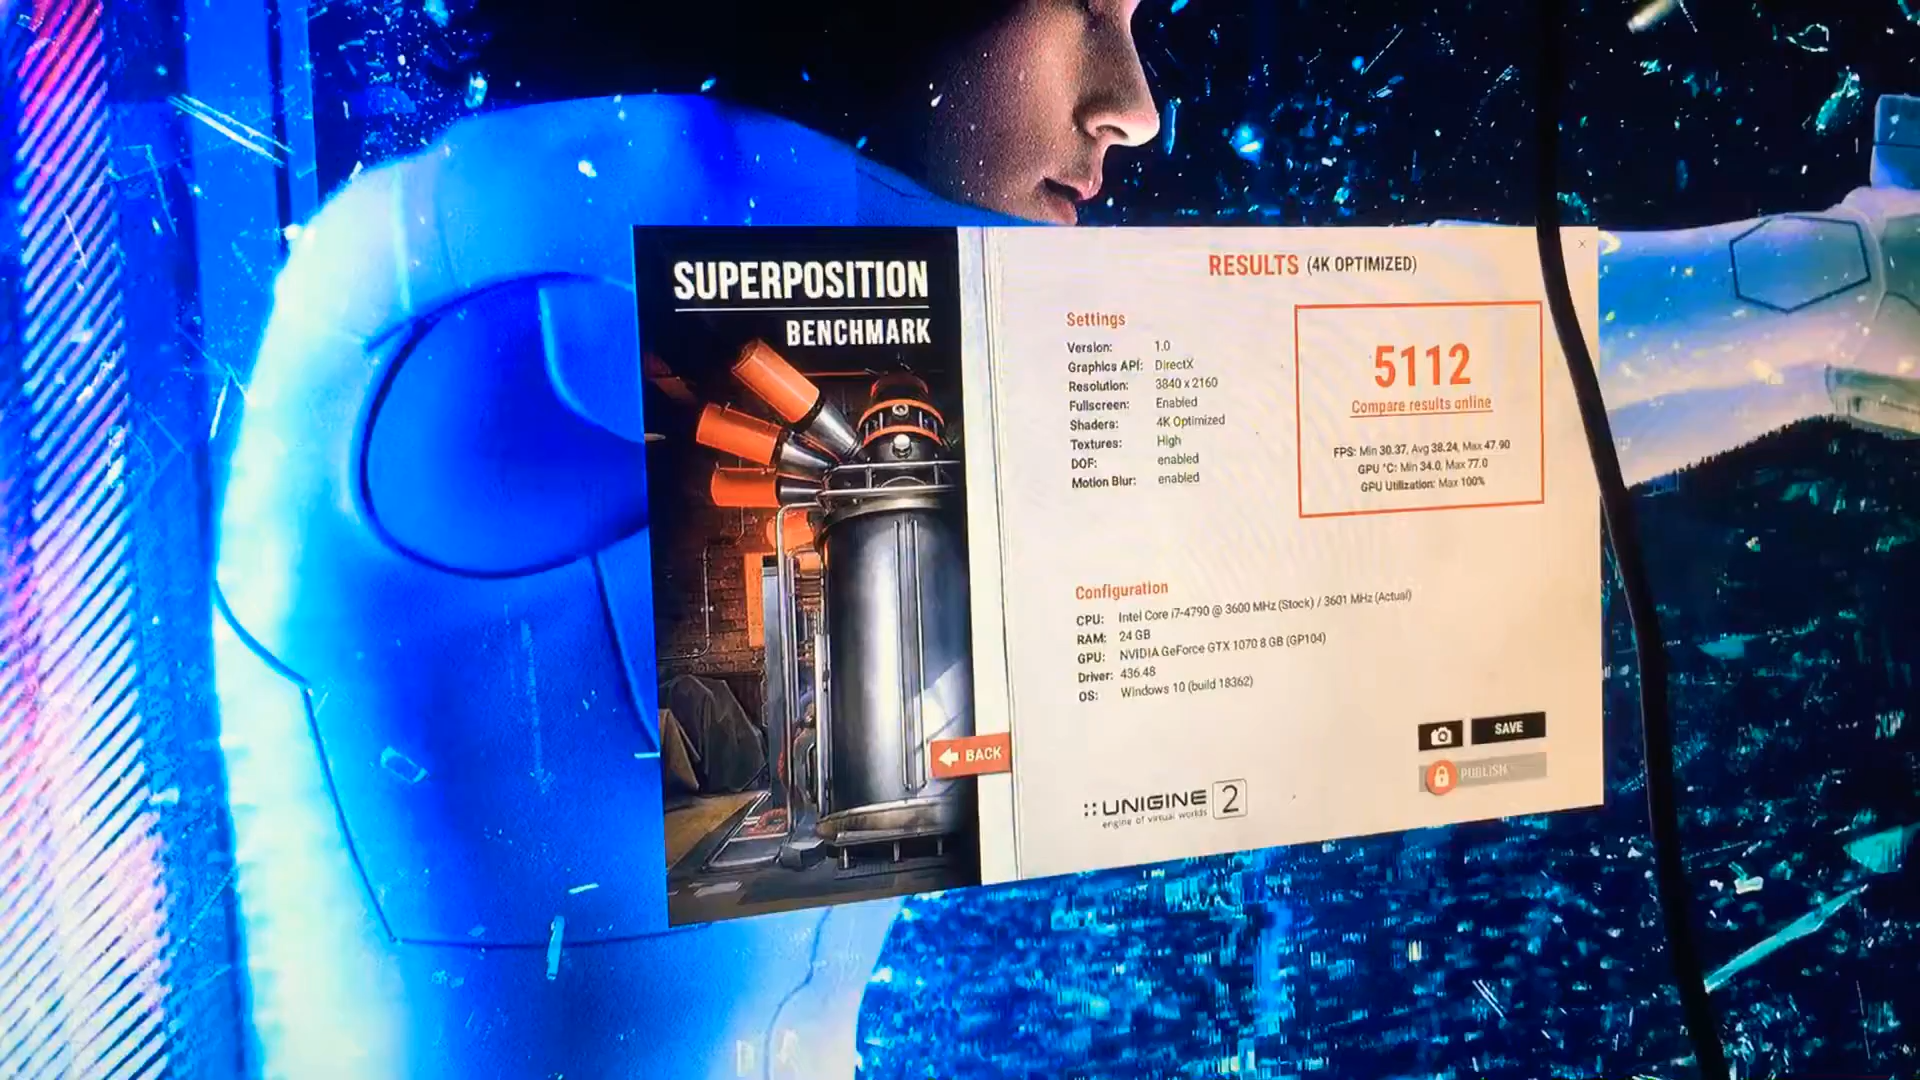 SUPERPOSITION
BENCHMARK
RESULTS (4K OPTIMIZED)
Settings
Version: 1.0
Graphics API: DirectX
Resolution: 3840 x 2160
Fullscreen: Enabled
Shaders: 4K Optimized
Textures: High
DOF: enabled
Motion Blur: enabled
5112
Compare results online
FPS: Min 30.37, Avg 38.24, Max 47.90
GPU °C: Min 34.0, Max 77.0
GPU Utilization: Max 100%
Configuration
CPU: Intel Core i7-4790 @ 3600 MHz (Stock) / 3601 MHz (Actual)
RAM: 24 GB
GPU: NVIDIA GeForce GTX 1070 8 GB (GP104)
Driver: 436.48
OS: Windows 10 (build 18362)
BACK
SAVE
PUBLISH
UNIGINE 2
engine of virtual worlds